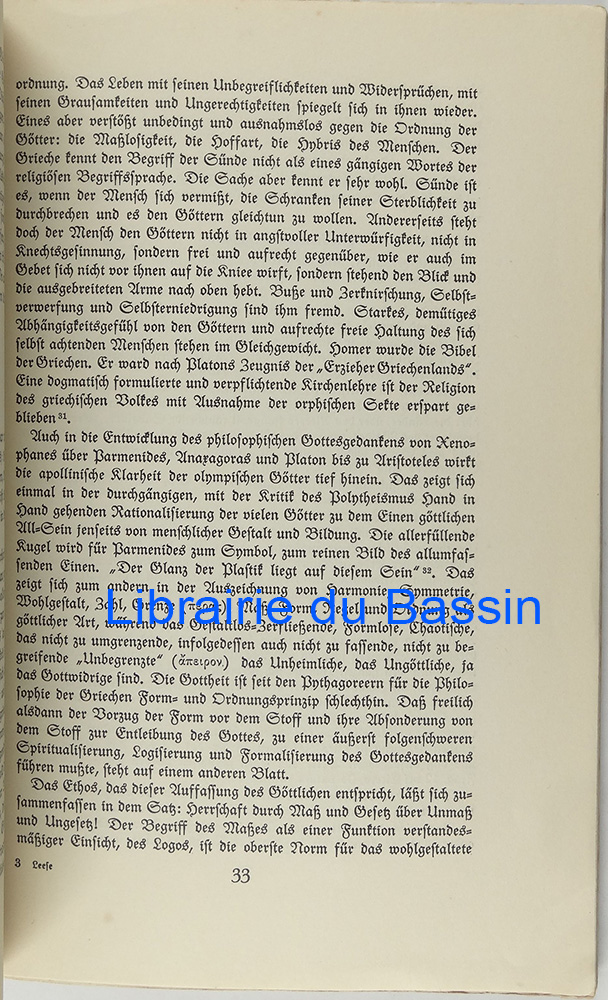 ordnung. Das Leben mit seinen Unbegreiflichkeiten und Widersprüchen, mit
seinen Grausamkeiten und Ungerechtigkeiten spiegelt sich in ihnen wieder.
Eines aber verstößt unbedingt und ausnahmslos gegen die Ordnung der
Götter: die Maßlosigkeit, die Hoffart, die Hybris des Menschen. Der
Grieche kennt den Begriff der Sünde nicht als eines gängigen Wortes der
religiösen Begriffssprache. Die Sache aber kennt er sehr wohl. Sünde ist
es, wenn der Mensch sich vermißt, die Schranken seiner Sterblichkeit zu
durchbrechen und es den Göttern gleichtun zu wollen. Andererseits steht
doch der Mensch den Göttern nicht in angstvoller Unterwürfigkeit, nicht in
Knechtsgesinnung, sondern frei und aufrecht gegenüber, wie er auch im
Gebet sich nicht vor ihnen auf die Kniee wirft, sondern stehend den Blick und
die ausgebreiteten Arme nach oben hebt. Buße und Zerknirschung, Selbst-
verwerfung und Selbsterniedrigung sind ihm fremd. Starkes, demütiges
Abhängigkeitsgefühl von den Göttern und aufrechte freie Haltung des sich
selbst achtenden Menschen stehen im Gleichgewicht. Homer wurde die Bibel
der Griechen. Er ward nach Platons Zeugnis der „Erzieher Griechenlands“.
Eine dogmatisch formulierte und verpflichtende Kirchenlehre ist der Religion
des griechischen Volkes mit Ausnahme der orphischen Sekte erspart ge-
blieben³¹.
Auch in die Entwicklung des philosophischen Gottesgedankens von Xeno-
phanes über Parmenides, Anaxagoras und Platon bis zu Aristoteles wirkt
die apollinische Klarheit der olympischen Götter tief hinein. Das zeigt sich
einmal in der durchgängigen, mit der Kritik des Polytheismus Hand in
Hand gehenden Rationalisierung der vielen Götter zu dem Einen göttlichen
All-Sein jenseits von menschlicher Gestalt und Bildung. Die allerfüllende
Kugel wird für Parmenides zum Symbol, zum reinen Bild des allumfas-
senden Einen. „Der Glanz der Plastik liegt auf diesem Sein“³². Das
zeigt sich zum andern in der Auszeichnung von Harmonie, Symmetrie,
Wohlgestalt, Zahl, Grenze Maß, Form, Regel und Ordnung als
göttlicher Art, während das Gestaltlos-Zerfließende, Formlose, Chaotische,
das nicht zu umgrenzende, infolgedessen auch nicht zu fassende, nicht zu be-
greifende „Unbegrenzte“ (ἄπειρον) das Unheimliche, das Ungöttliche, ja
das Gottwidrige sind. Die Gottheit ist seit den Pythagoreern für die Philo-
sophie der Griechen Form- und Ordnungsprinzip schlechthin. Daß freilich
alsdann der Vorzug der Form vor dem Stoff und ihre Absonderung von
dem Stoff zur Entleibung des Gottes, zu einer äußerst folgenschweren
Spiritualisierung, Logisierung und Formalisierung des Gottesgedankens
führen mußte, steht auf einem anderen Blatt.
Das Ethos, das dieser Auffassung des Göttlichen entspricht, läßt sich zu-
sammenfassen in dem Satz: Herrschaft durch Maß und Gesetz über Unmaß
und Ungesetz! Der Begriff des Maßes als einer Funktion verstandes-
mäßiger Einsicht, des Logos, ist die oberste Norm für das wohlgestaltete
3 Leese
33
Librairie du Bassin